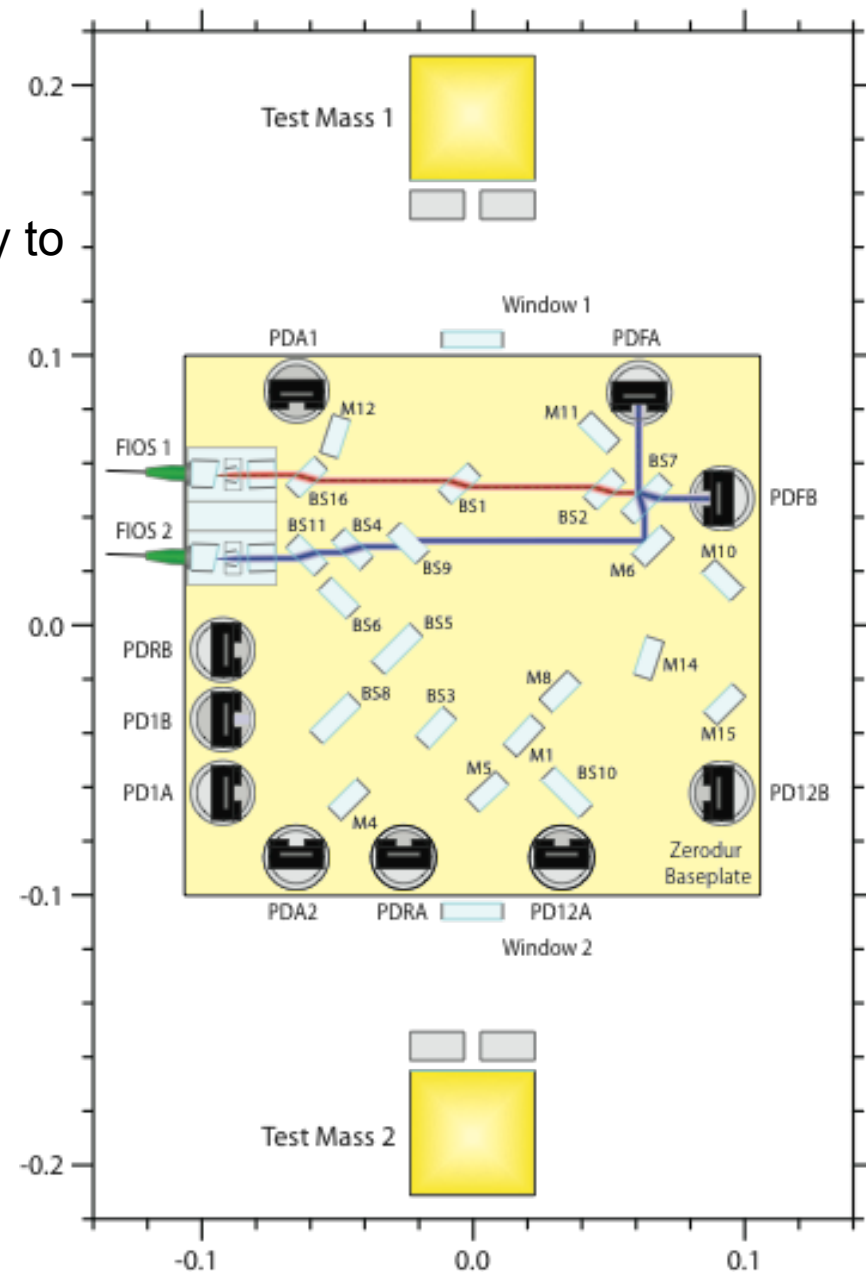 0.2
Test Mass 1
y to
Window 1
PDA1
PDFA
0.1
M12
M11
FIOS 1
BS7
BS16
BS1
BS2
PDFB
FIOS 2
BS11
BS4
BS9
M6
M10
0.0
BS6
BS5
PDRB
M14
M8
BS8
BS3
PD1B
M1
M15
M5
BS10
PD1A
PD12B
M4
Zerodur
Baseplate
-0.1
PDA2
PDRA
PD12A
Window 2
Test Mass 2
-0.2
-0.1
0.0
0.1